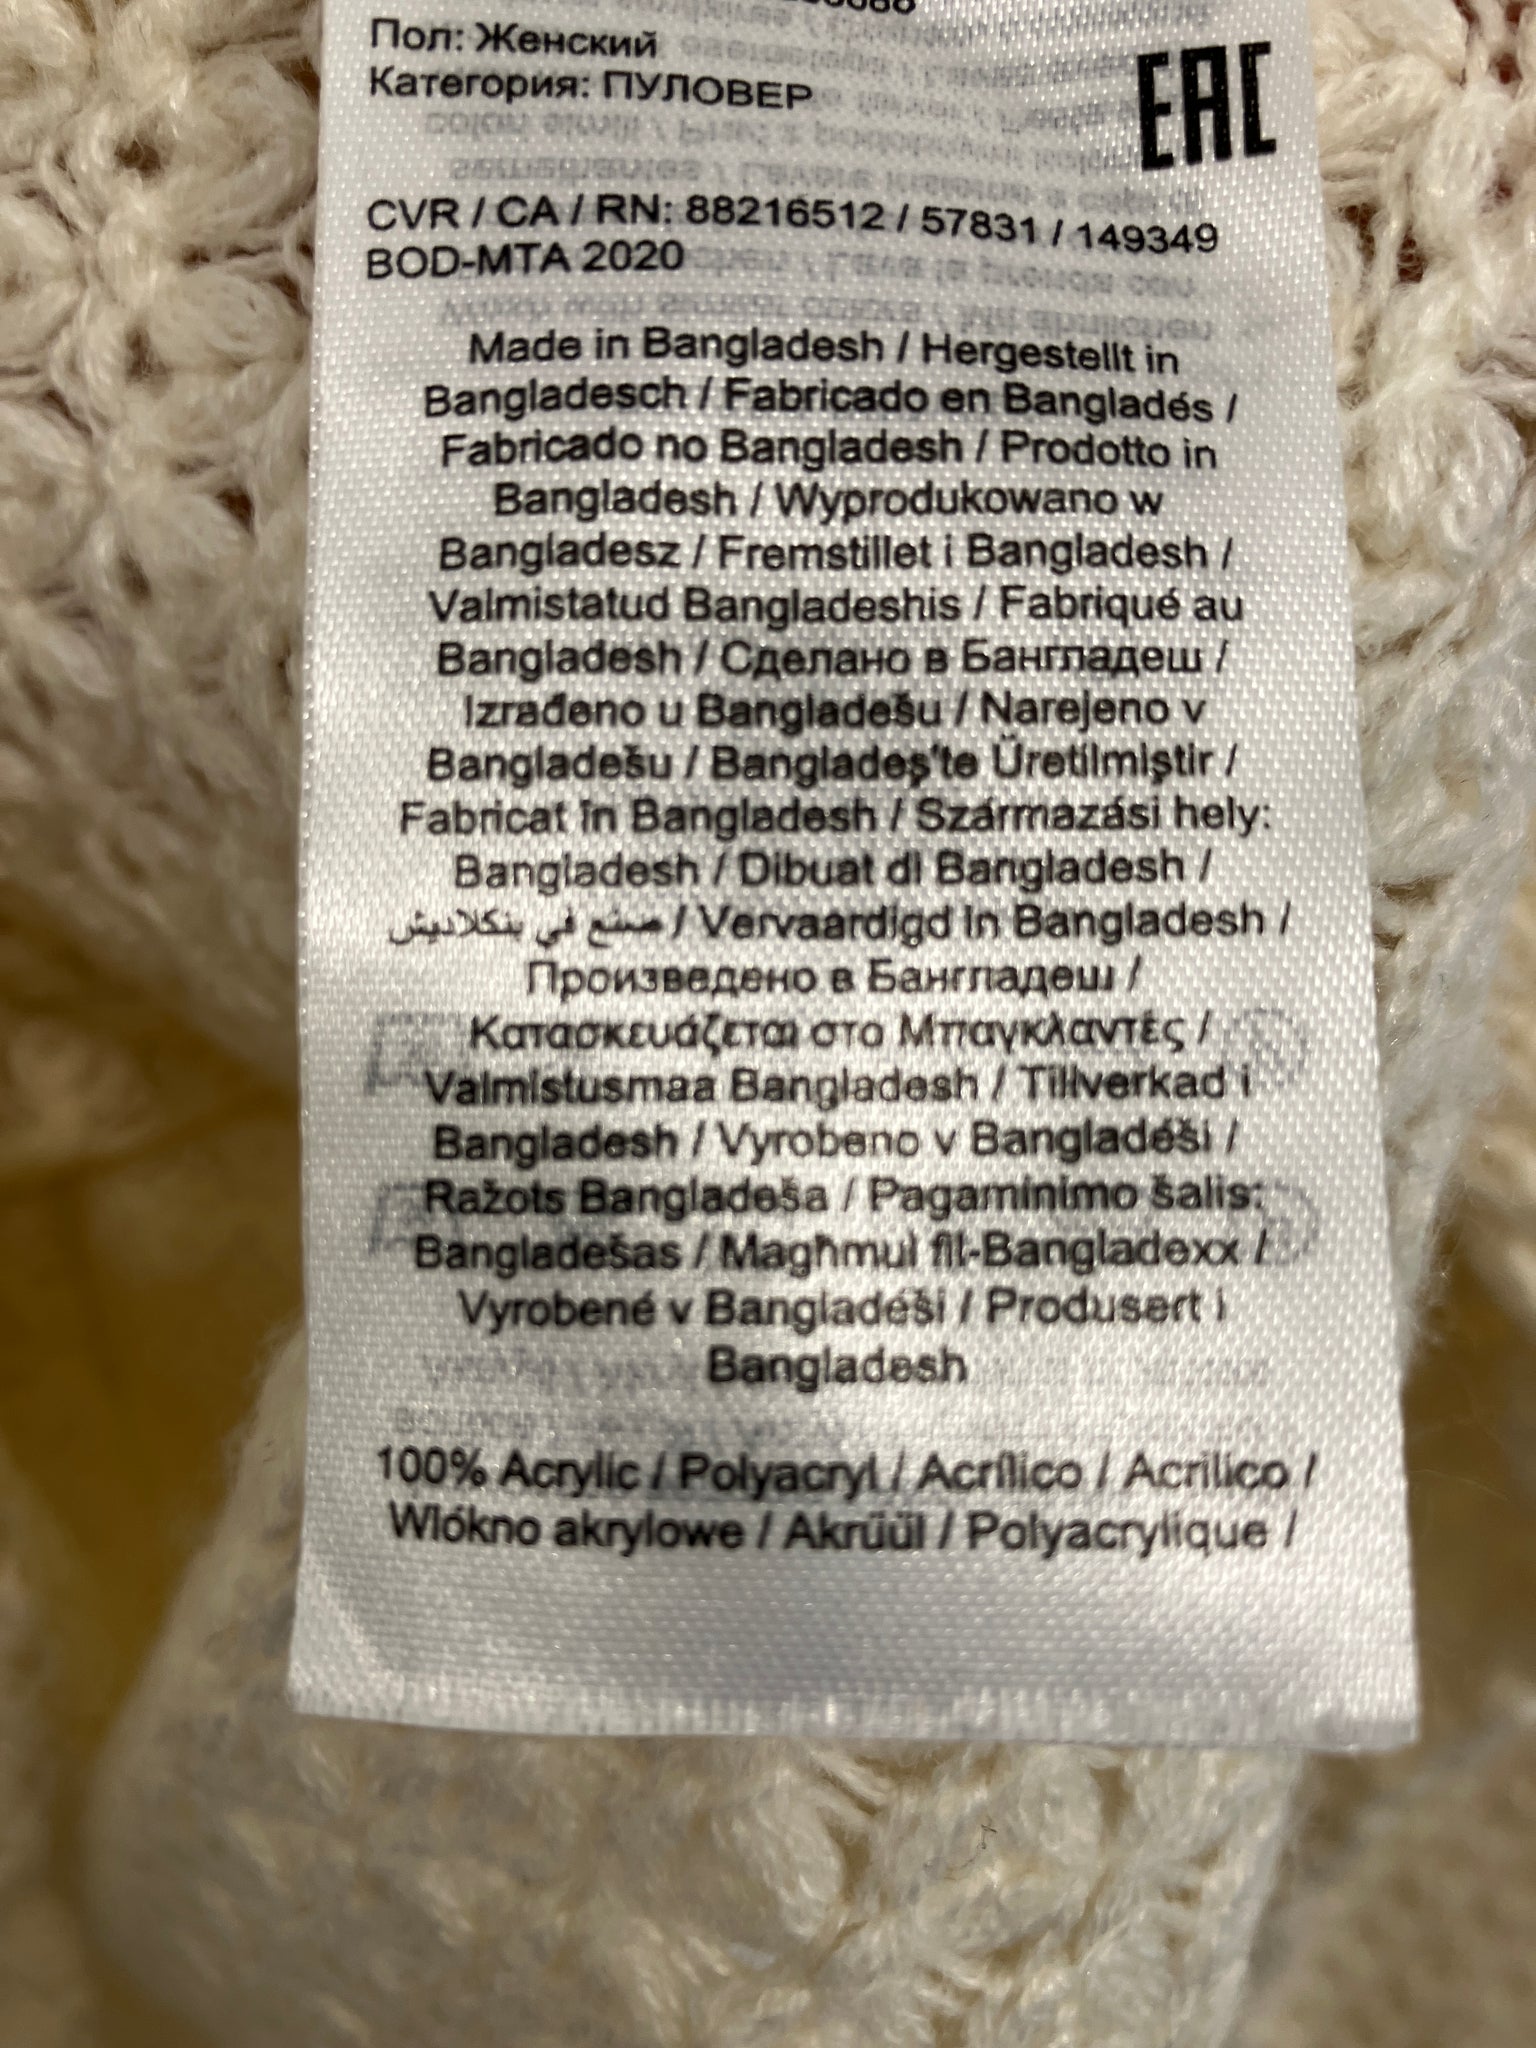 Пол: Женский
Категория: ПУЛОВЕР
EAC
CVR / CA / RN: 88216512 / 57831 / 149349
BOD-MTA 2020
Made in Bangladesh / Hergestellt in
Bangladesch / Fabricado en Bangladés /
Fabricado no Bangladesh / Prodotto in
Bangladesh / Wyprodukowano w
Bangladesz / Fremstillet i Bangladesh /
Valmistatud Bangladeshis / Fabriqué au
Bangladesh / Сделано в Бангладеш /
Izrađeno u Bangladešu / Narejeno v
Bangladešu / Bangladeş'te Üretilmiştir /
Fabricat în Bangladesh / Származási hely:
Bangladesh / Dibuat di Bangladesh /
صنع في بنكلاديش / Vervaardigd in Bangladesh /
Произведено в Бангладеш /
Κατασκευάζεται στο Μπαγκλαντές /
Valmistusmaa Bangladesh / Tillverkad i
Bangladesh / Vyrobeno v Bangladéši /
Ražots Bangladeša / Pagaminimo šalis:
Bangladešas / Magħmul fil-Bangladexx /
Vyrobené v Bangladéši / Produsert i
Bangladesh
100% Acrylic / Polyacryl / Acrílico / Acrilico /
Włókno akrylowe / Akrüül / Polyacrylique /